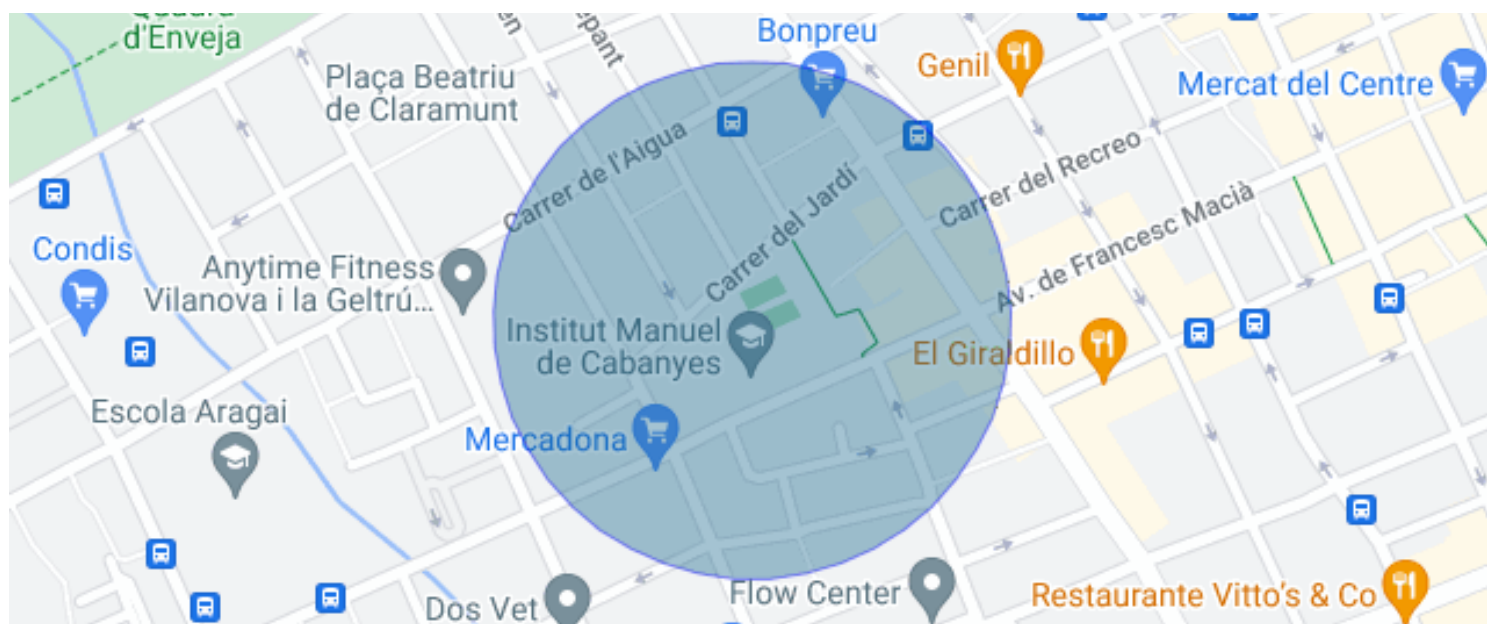 d'Enveja
en
epant
Bonpreu
Genil
Mercat del Centre
Plaça Beatriu
de Claramunt
Carrer de l'Aigua
Carrer del Jardí
Carrer del Recreo
Av. de Francesc Macià
Condis
Anytime Fitness
Vilanova i la Geltrú...
Institut Manuel
de Cabanyes
El Giraldillo
Escola Aragai
Mercadona
Dos Vet
Flow Center
Restaurante Vitto's & Co